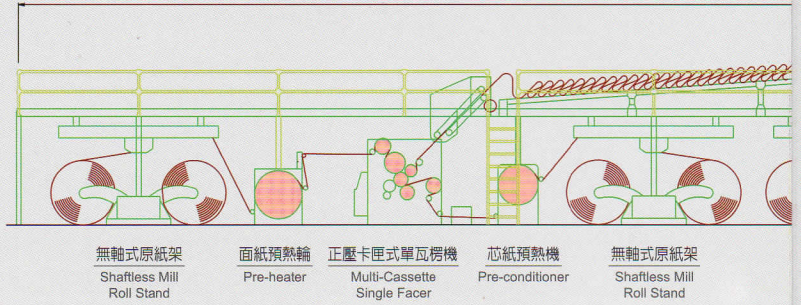 無軸式原紙架
Shaftless Mill
Roll Stand
面紙預熱輪
Pre-heater
正壓卡匣式單瓦楞機
Multi-Cassette
Single Facer
芯紙預熱機
Pre-conditioner
無軸式原紙架
Shaftless Mill
Roll Stand